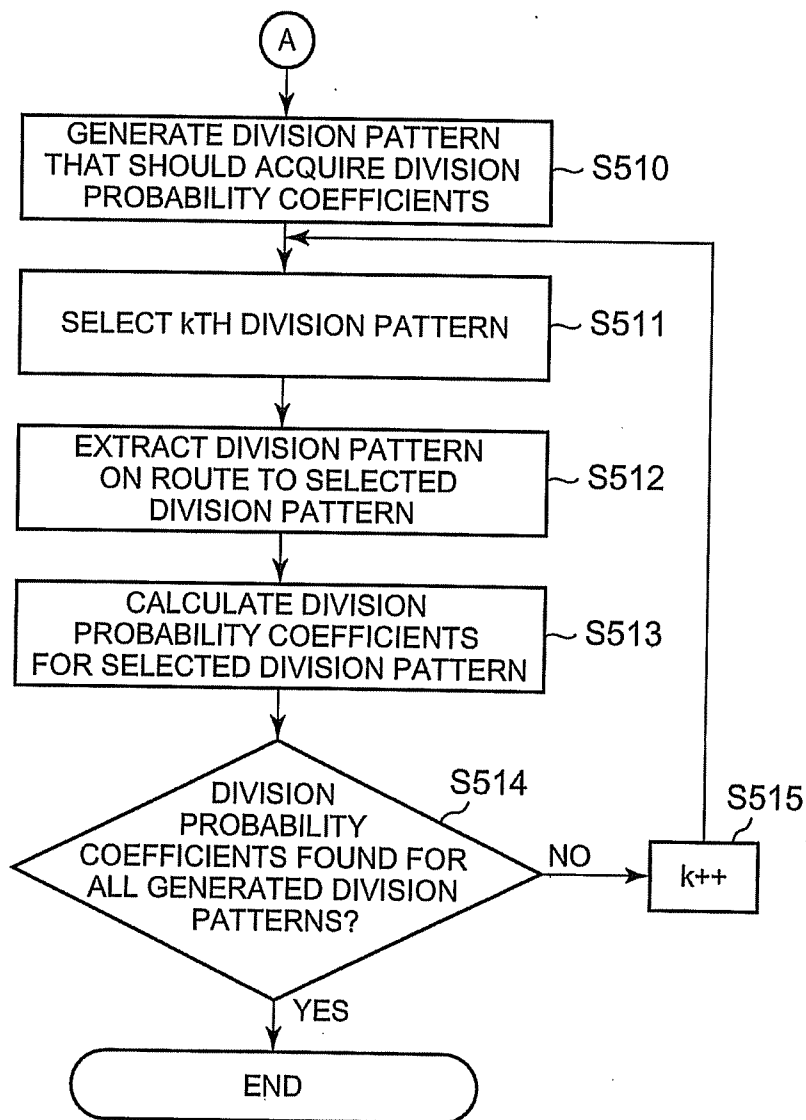 A
GENERATE DIVISION PATTERN
THAT SHOULD ACQUIRE DIVISION
PROBABILITY COEFFICIENTS
S510
SELECT kTH DIVISION PATTERN
S511
EXTRACT DIVISION PATTERN
ON ROUTE TO SELECTED
DIVISION PATTERN
S512
CALCULATE DIVISION
PROBABILITY COEFFICIENTS
FOR SELECTED DIVISION PATTERN
S513
DIVISION
PROBABILITY
COEFFICIENTS FOUND FOR
ALL GENERATED DIVISION
PATTERNS?
S514
NO
S515
k++
YES
END